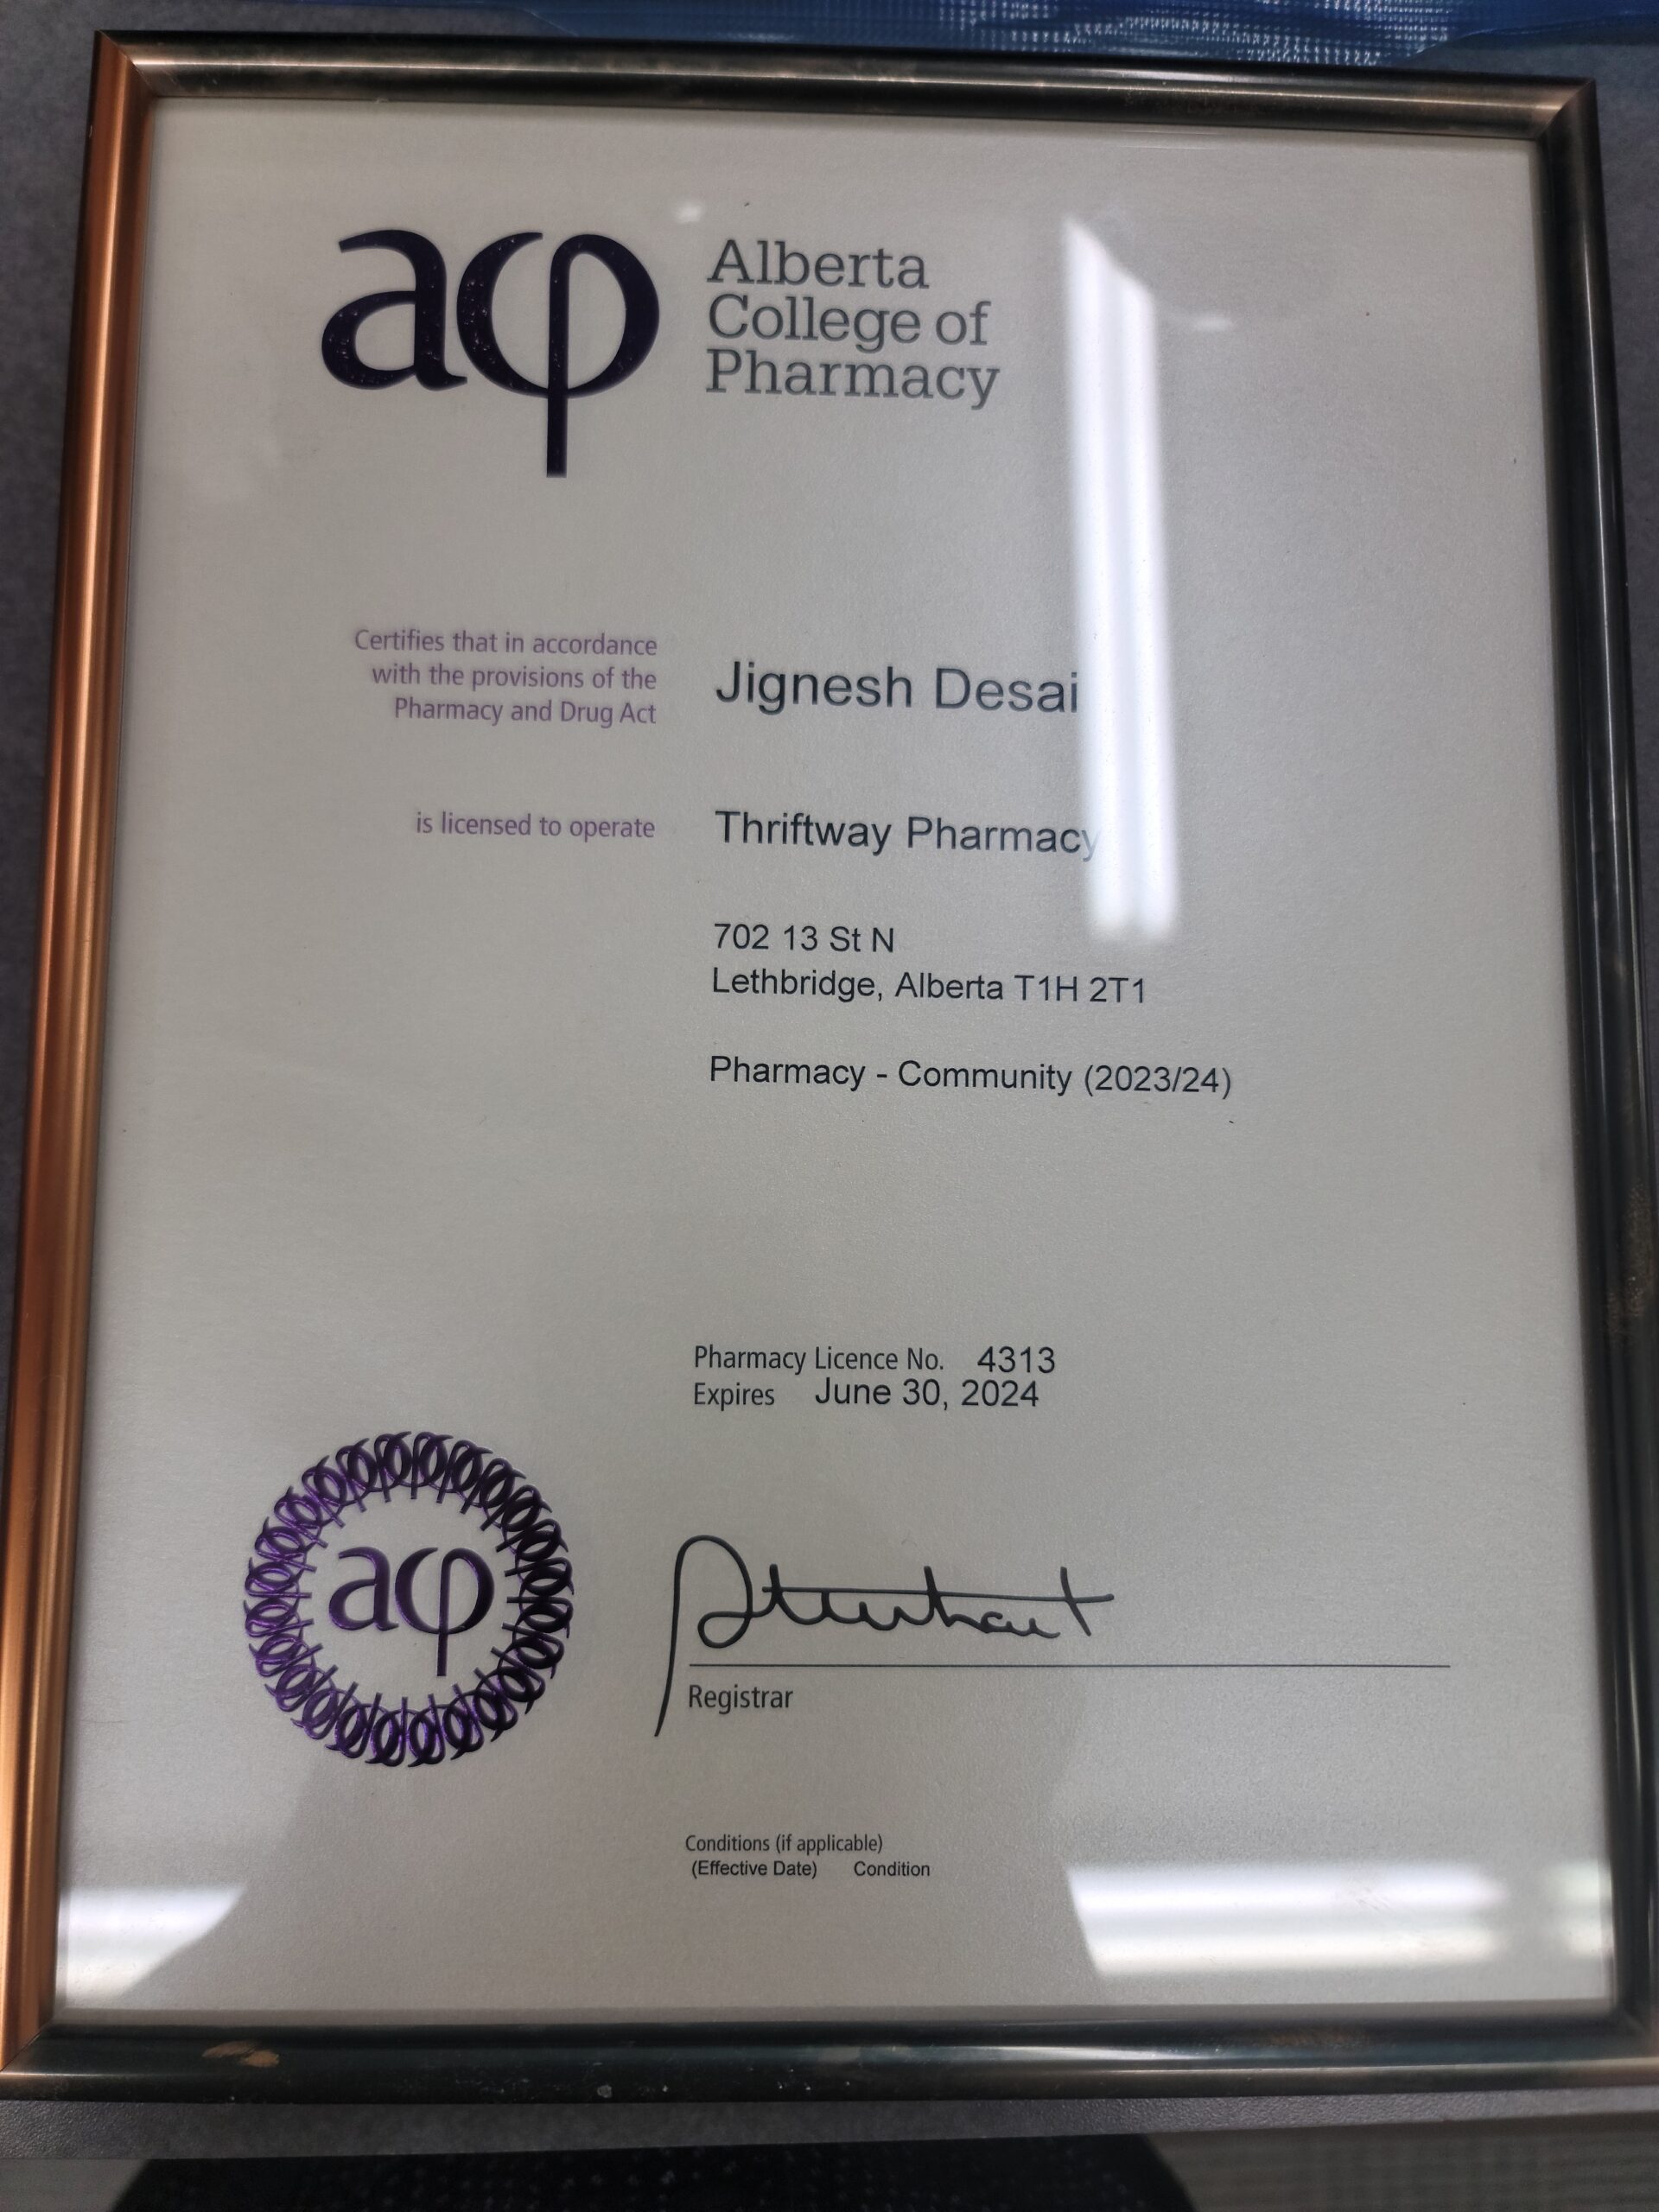 acp
Alberta
College of
Pharmacy
Certifies that in accordance
with the provisions of the
Pharmacy and Drug Act
Jignesh Desai
is licensed to operate
Thriftway Pharmacy
702 13 St N
Lethbridge, Alberta T1H 2T1
Pharmacy - Community (2023/24)
Pharmacy Licence No. 4313
Expires June 30, 2024
acp
Registrar
Conditions (if applicable)
(Effective Date) Condition